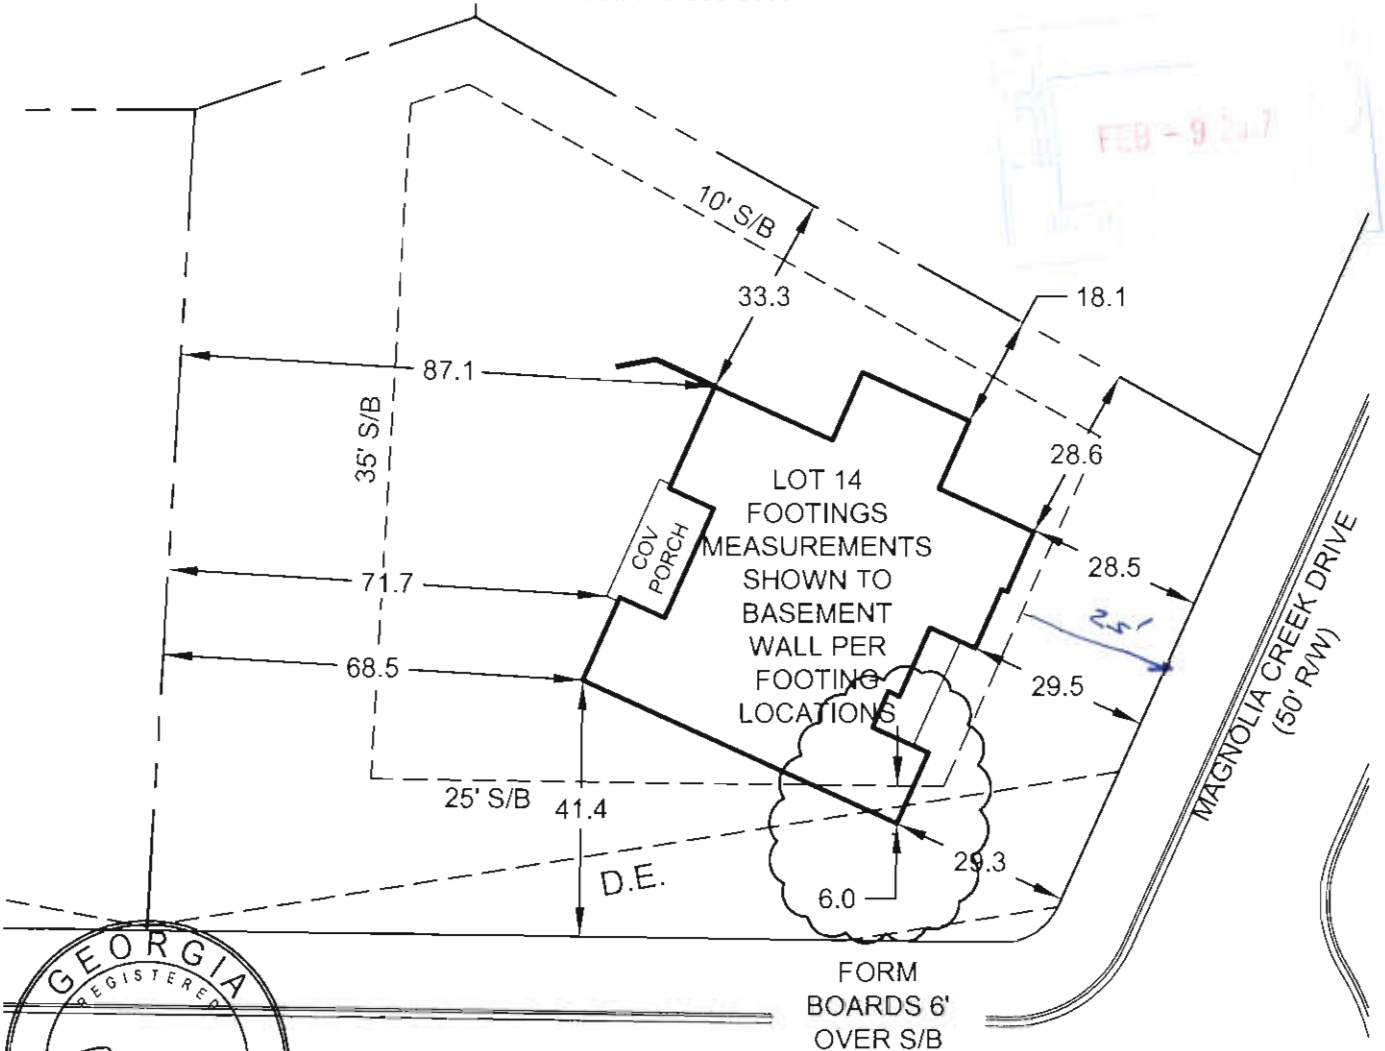 FEB - 9
10' S/B
33.3
18.1
87.1
35' S/B
28.6
LOT 14
FOOTINGS
MEASUREMENTS
SHOWN TO
BASEMENT
WALL PER
FOOTING
LOCATIONS
COV
PORCH
28.5
71.7
MAGNOLIA CREEK DRIVE
(50' R/W)
68.5
29.5
25' S/B
41.4
D.E.
29.3
6.0
GEORGIA
REGISTERED
FORM
BOARDS 6'
OVER S/B